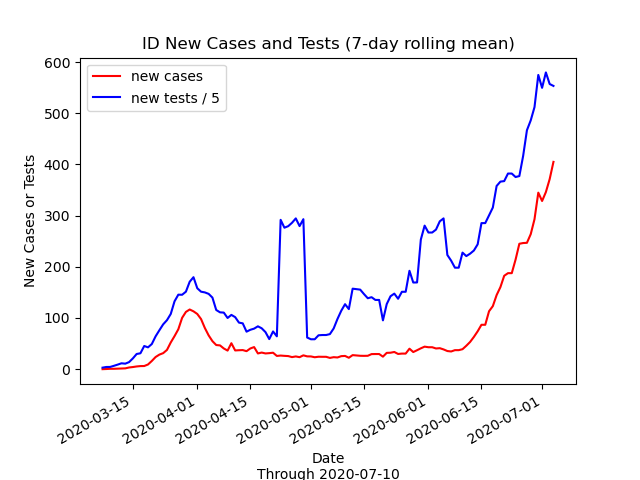 ID New Cases and Tests (7-day rolling mean)
new cases
new tests / 5
New Cases or Tests
600
500
400
300
200
100
0
2020-03-15
2020-04-01
2020-04-15
2020-05-01
2020-05-15
2020-06-01
2020-06-15
2020-07-01
Date
Through 2020-07-10